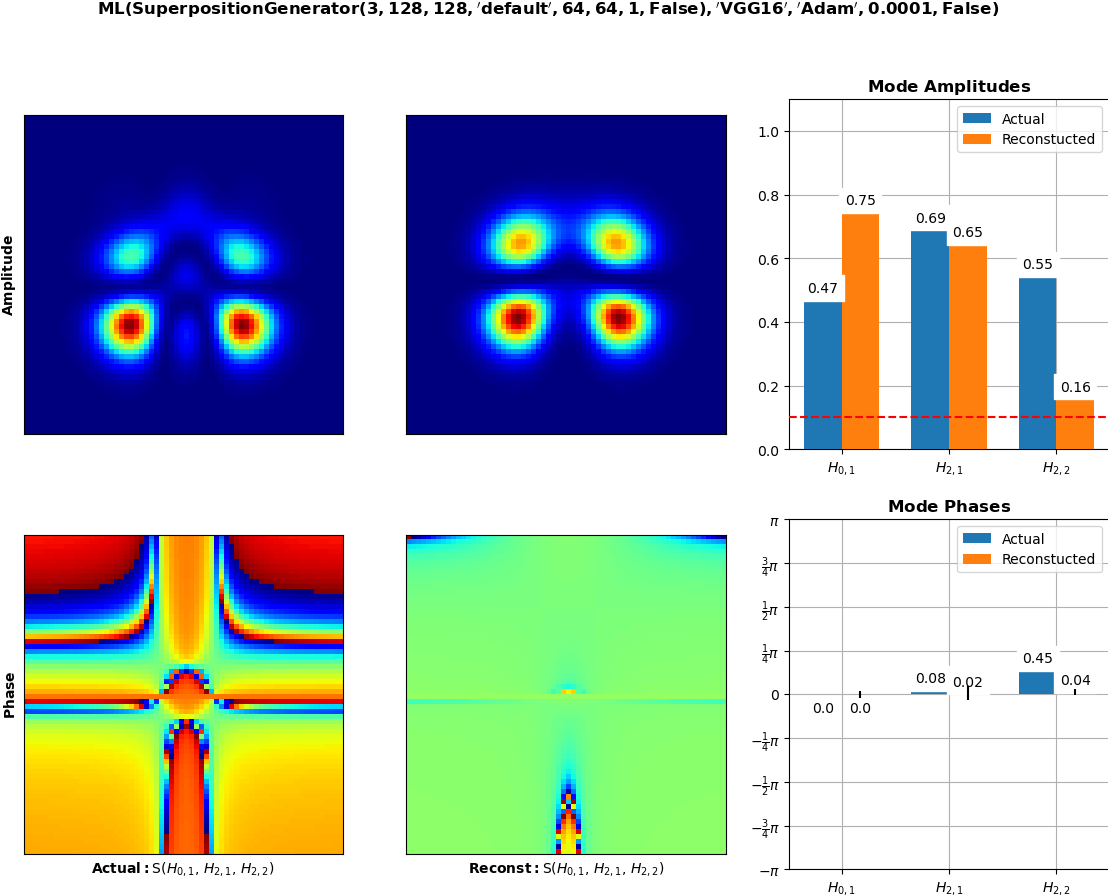 ML(SuperpositionGenerator(3, 128, 128, 'default', 64, 64, 1, False), 'VGG16', 'Adam', 0.0001, False)
Amplitude
Mode Amplitudes
Actual
Reconstucted
1.0
0.8
0.6
0.4
0.2
0.0
0.47
0.75
0.69
0.65
0.55
0.16
H0,1
H2,1
H2,2
Phase
Actual: S(H0,1, H2,1, H2,2)
Reconst: S(H0,1, H2,1, H2,2)
Mode Phases
Actual
Reconstucted
π
3/4π
1/2π
1/4π
0
−1/4π
−1/2π
−3/4π
−π
0.0
0.0
0.08
0.02
0.45
0.04
H0,1
H2,1
H2,2